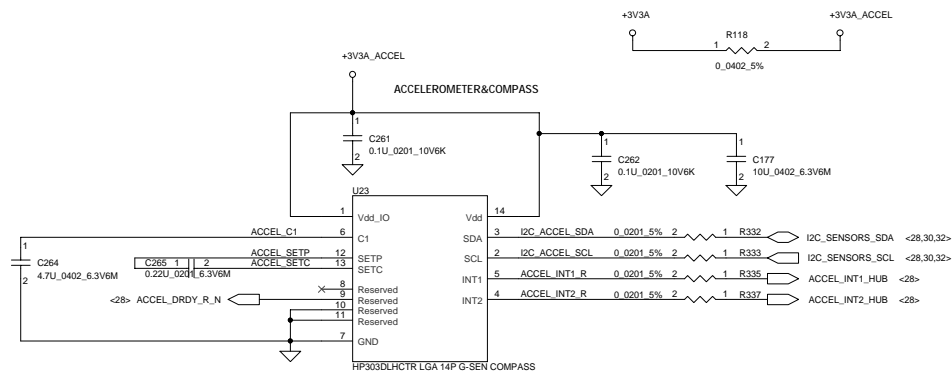 +3V3A +3V3A_ACCEL
R118
1 2
0_0402_5%
+3V3A_ACCEL
ACCELEROMETER&COMPASS
1
C261
0.1U_0201_10V6K
2
1
C262
0.1U_0201_10V6K
2
1
C177
10U_0402_6.3V6M
2
U23
1 Vdd_IO Vdd 14
ACCEL_C1 6 C1
SDA 3 I2C_ACCEL_SDA 0_0201_5% 2 1 R332 I2C_SENSORS_SDA <28,30,32>
1
C264
4.7U_0402_6.3V6M
2
ACCEL_SETP 12 SETP
C265 1 2 ACCEL_SETC 13 SETC
0.22U_0201_6.3V6M
SCL 2 I2C_ACCEL_SCL 0_0201_5% 2 1 R333 I2C_SENSORS_SCL <28,30,32>
INT1 5 ACCEL_INT1_R 0_0201_5% 2 1 R335 ACCEL_INT1_HUB <28>
8 Reserved
<28> ACCEL_DRDY_R_N 9 Reserved
INT2 4 ACCEL_INT2_R 0_0201_5% 2 1 R337 ACCEL_INT2_HUB <28>
10 Reserved
11 Reserved
7 GND
HP303DLHCTR LGA 14P G-SEN COMPASS